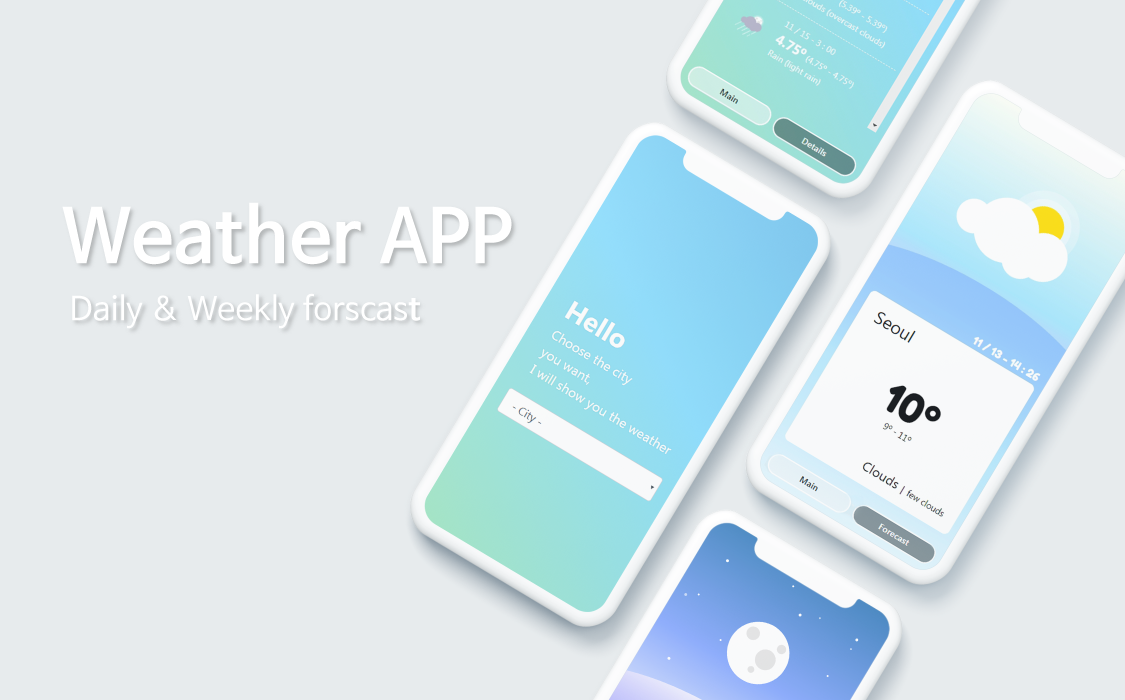 Weather APP
Daily & Weekly forscast
(5.39° - 5.39°)
Clouds (overcast clouds)
11 / 15 - 3 : 00
4.75° (4.75° - 4.75°)
Rain (light rain)
Main
Details
Hello
Choose the city
you want,
I will show you the weather
- City -
Seoul
11 / 13 - 14 : 26
10°
9° - 11°
Clouds | few clouds
Main
Forecast